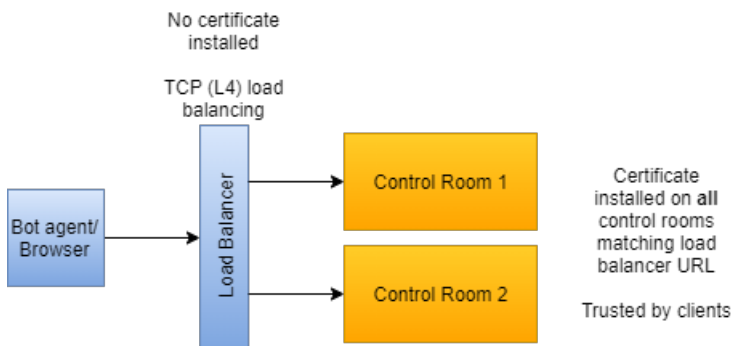 No certificate
installed
TCP (L4) load
balancing
Bot agent/
Browser
Load Balancer
Control Room 1
Control Room 2
Certificate
installed on all
control rooms
matching load
balancer URL
Trusted by clients